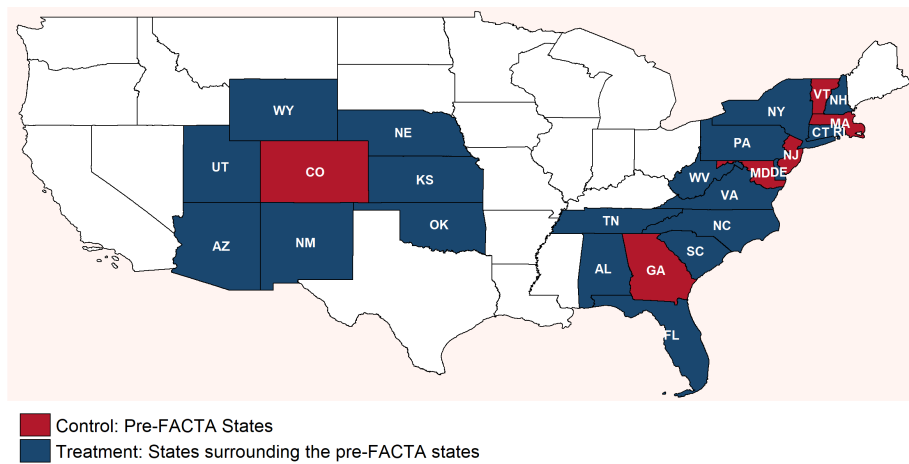 VT
NH
WY
NY
MA
NE
CT RI
PA
NJ
UT
CO
KS
WV
MD DE
VA
TN
NC
OK
AZ
NM
SC
AL
GA
FL
Control: Pre-FACTA States
Treatment: States surrounding the pre-FACTA states